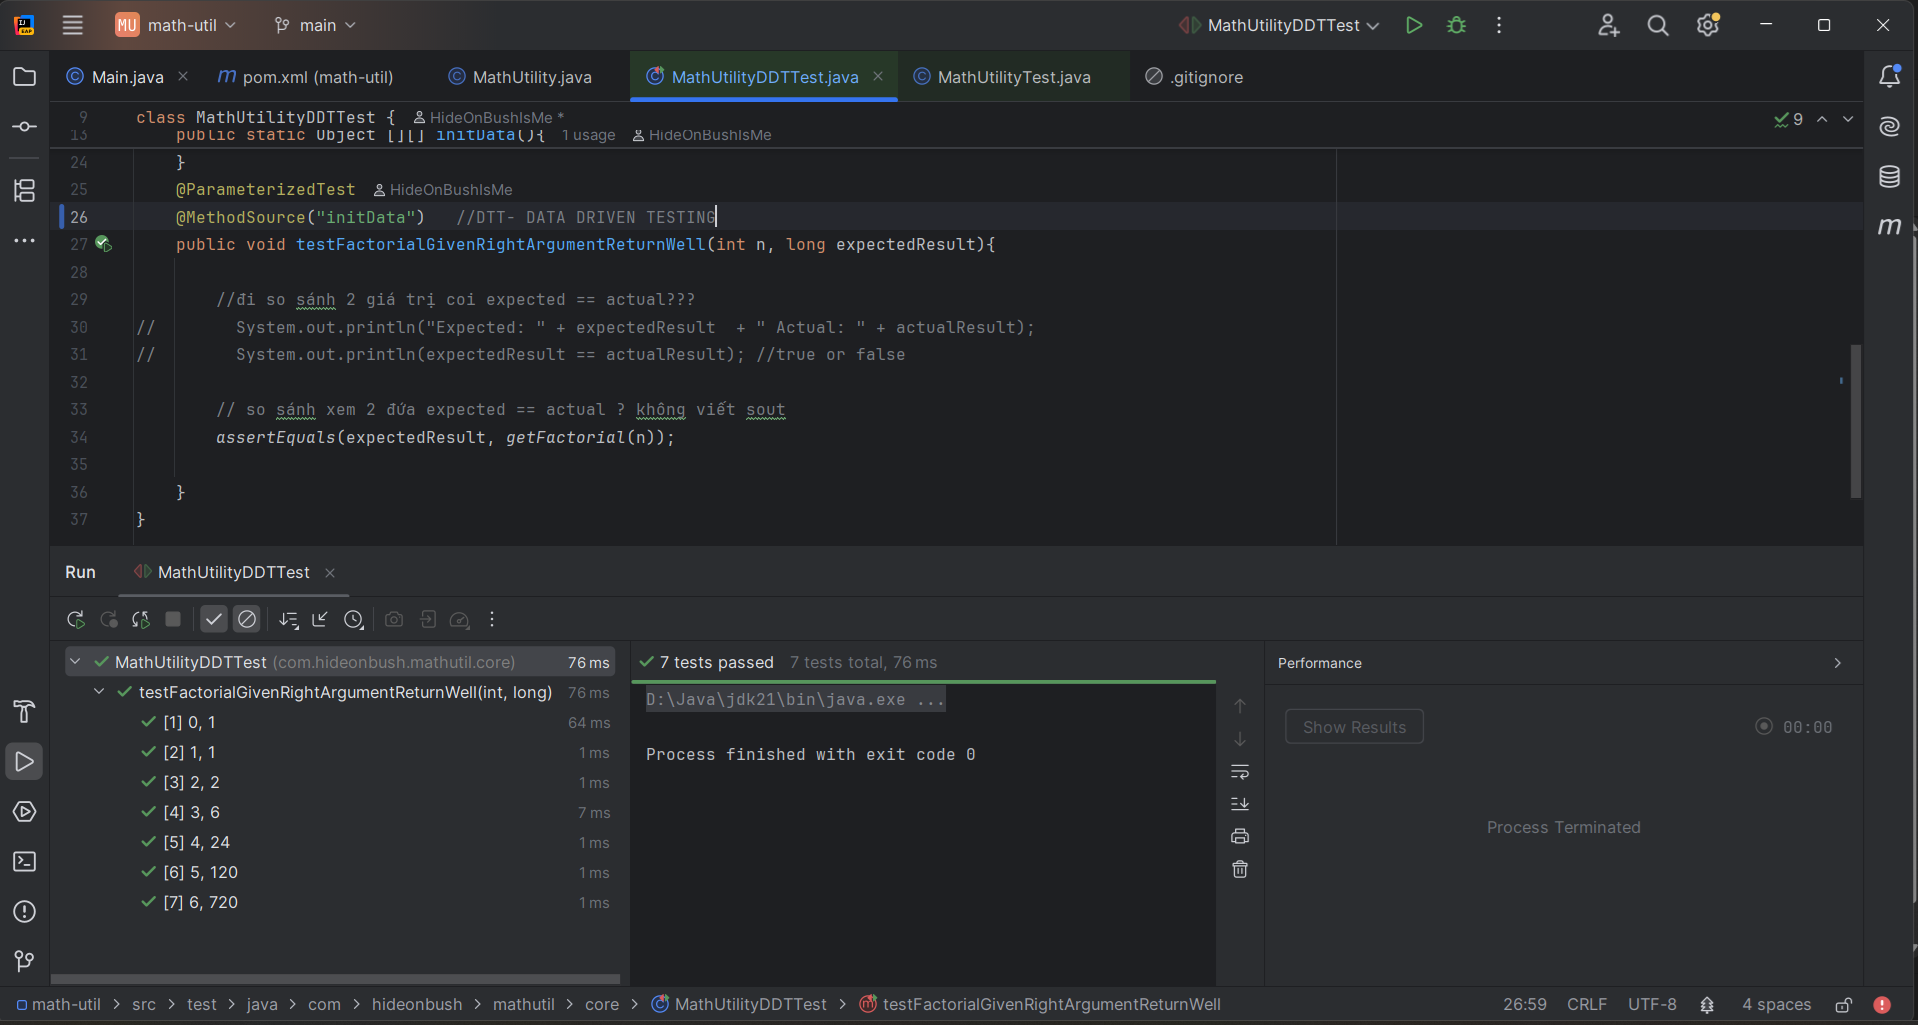 MU math-util main MathUtilityDDTTest
Main.java pom.xml (math-util) MathUtility.java MathUtilityDDTTest.java MathUtilityTest.java .gitignore
9 class MathUtilityDDTTest { HideOnBushIsMe * 9
13 public static Object [][] initData(){ 1 usage HideOnBushIsMe
24 }
25 @ParameterizedTest HideOnBushIsMe
26 @MethodSource("initData") //DTT- DATA DRIVEN TESTING
27 public void testFactorialGivenRightArgumentReturnWell(int n, long expectedResult){
28
29 //đi so sánh 2 giá trị coi expected == actual???
30 // System.out.println("Expected: " + expectedResult + " Actual: " + actualResult);
31 // System.out.println(expectedResult == actualResult); //true or false
32
33 // so sánh xem 2 đứa expected == actual ? không viết sout
34 assertEquals(expectedResult, getFactorial(n));
35
36 }
37 }
Run MathUtilityDDTTest
MathUtilityDDTTest (com.hideonbush.mathutil.core) 76 ms
testFactorialGivenRightArgumentReturnWell(int, long) 76 ms
[1] 0, 1 64 ms
[2] 1, 1 1 ms
[3] 2, 2 1 ms
[4] 3, 6 7 ms
[5] 4, 24 1 ms
[6] 5, 120 1 ms
[7] 6, 720 1 ms
7 tests passed 7 tests total, 76 ms
D:\Java\jdk21\bin\java.exe ...
Process finished with exit code 0
Performance
Show Results 00:00
Process Terminated
math-util > src > test > java > com > hideonbush > mathutil > core > MathUtilityDDTTest > testFactorialGivenRightArgumentReturnWell 26:59 CRLF UTF-8 4 spaces